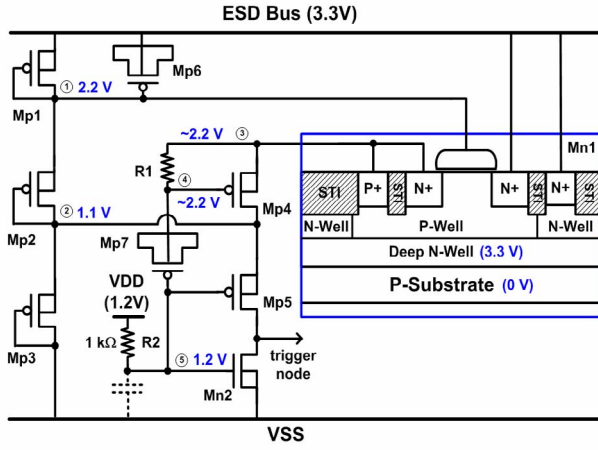 ESD Bus (3.3V)
① 2.2 V
Mp6
Mp1
~2.2 V ③
Mn1
R1
④
~2.2 V
Mp4
STI
P+
STI
N+
N+
STI
N+
② 1.1 V
Mp2
Mp7
N-Well
P-Well
N-Well
Deep N-Well (3.3 V)
VDD
(1.2V)
Mp5
P-Substrate (0 V)
Mp3
1 kΩ
R2
⑤ 1.2 V
trigger
node
Mn2
VSS